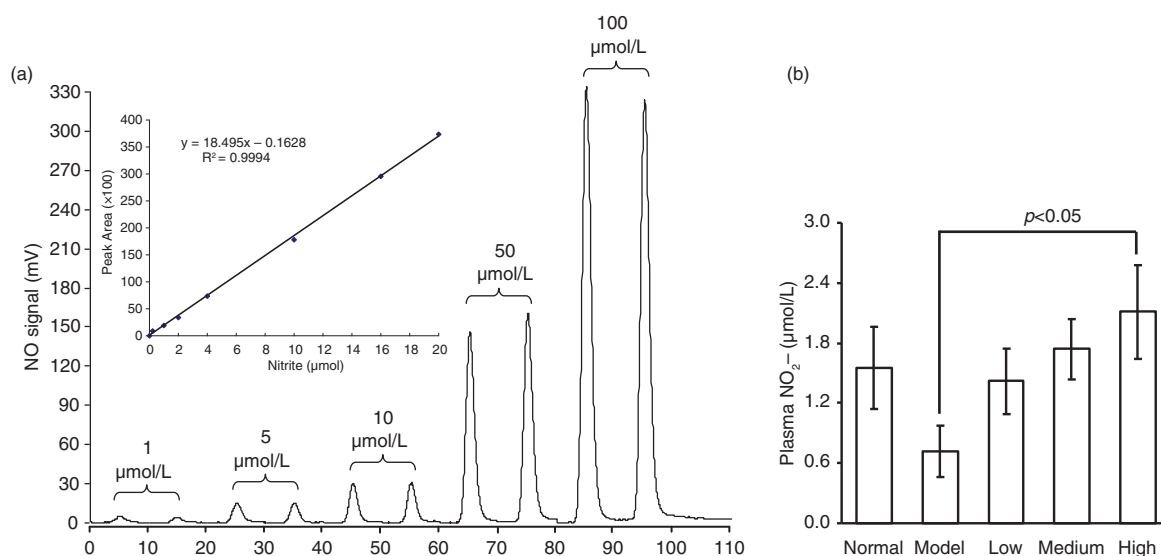 (a)
NO signal (mV)
330
300
270
240
210
180
150
120
90
60
30
0
0 10 20 30 40 50 60 70 80 90 100 110
1
µmol/L
5
µmol/L
10
µmol/L
50
µmol/L
100
µmol/L
Peak Area (×100)
400
350
300
250
200
150
100
50
0
y = 18.495x – 0.1628
R² = 0.9994
0 2 4 6 8 10 12 14 16 18 20
Nitrite (µmol)
(b)
Plasma NO₂– (µmol/L)
3.0
2.4
1.8
1.2
0.6
0.0
p<0.05
Normal Model Low Medium High